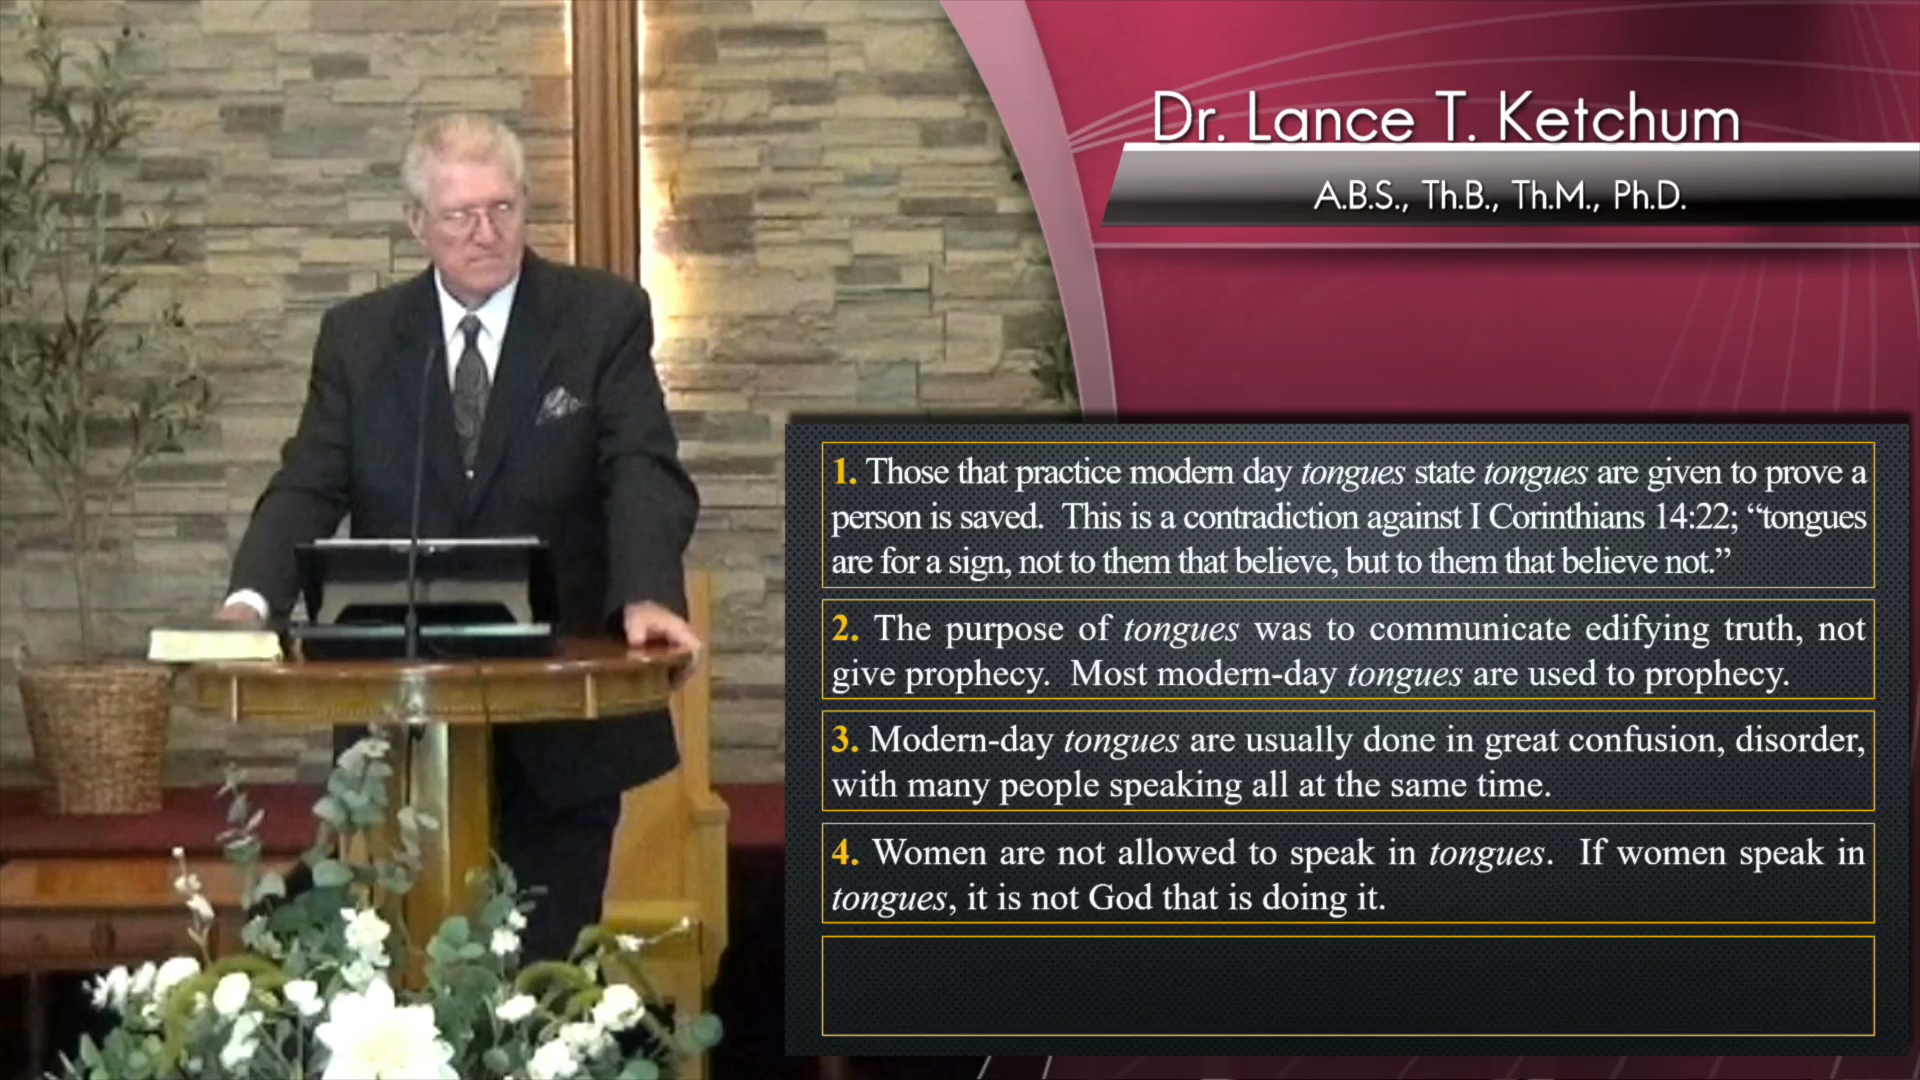 Dr. Lance T. Ketchum
A.B.S., Th.B., Th.M., Ph.D.
1. Those that practice modern day tongues state tongues are given to prove a
person is saved.  This is a contradiction against I Corinthians 14:22; “tongues
are for a sign, not to them that believe, but to them that believe not.”
2. The purpose of tongues was to communicate edifying truth, not
give prophecy.  Most modern-day tongues are used to prophecy.
3. Modern-day tongues are usually done in great confusion, disorder,
with many people speaking all at the same time.
4. Women are not allowed to speak in tongues.  If women speak in
tongues, it is not God that is doing it.